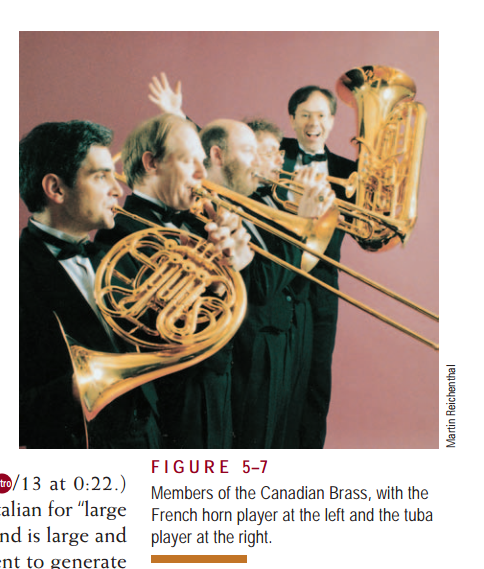 Martin Reichenthal
FIGURE 5–7
Members of the Canadian Brass, with the
French horn player at the left and the tuba
player at the right.
tro/13 at 0:22.)
talian for “large
nd is large and
ent to generate